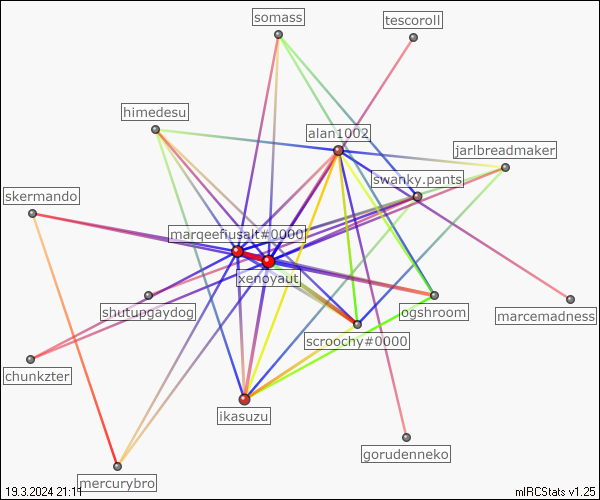 somass
tescoroll
himedesu
alan1002
jarlbreadmaker
swanky.pants
skermando
marqeefusalt#0000
xenoyaut
shutupgaydog
ogshroom
marcemadness
scroochy#0000
chunkzter
ikasuzu
gorudenneko
mercurybro
19.3.2024 21:11
mIRCStats v1.25